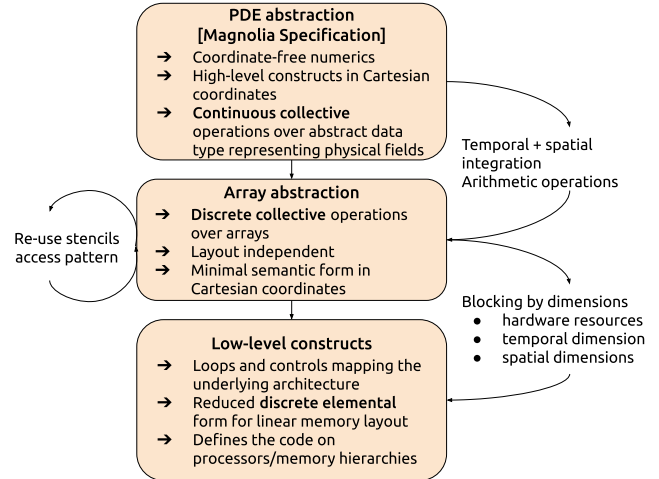 PDE abstraction
[Magnolia Specification]
➔ Coordinate-free numerics
➔ High-level constructs in Cartesian
coordinates
➔ Continuous collective
operations over abstract data
type representing physical fields
Temporal + spatial
integration
Arithmetic operations
Array abstraction
➔ Discrete collective operations
over arrays
➔ Layout independent
➔ Minimal semantic form in
Cartesian coordinates
Re-use stencils
access pattern
Blocking by dimensions
● hardware resources
● temporal dimension
● spatial dimensions
Low-level constructs
➔ Loops and controls mapping the
underlying architecture
➔ Reduced discrete elemental
form for linear memory layout
➔ Defines the code on
processors/memory hierarchies